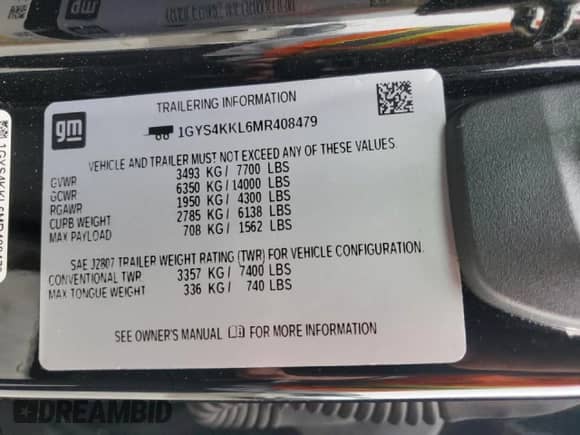 TRAILERING INFORMATION
gm
1GYS4KKL6MR408479
VEHICLE AND TRAILER MUST NOT EXCEED ANY OF THESE VALUES.
GVWR 3493 KG / 7700 LBS
GCWR 6350 KG / 14000 LBS
RGAWR 1950 KG / 4300 LBS
CURB WEIGHT 2785 KG / 6138 LBS
MAX PAYLOAD 708 KG / 1562 LBS
SAE J2807 TRAILER WEIGHT RATING (TWR) FOR VEHICLE CONFIGURATION.
CONVENTIONAL TWR 3357 KG / 7400 LBS
MAX TONGUE WEIGHT 336 KG / 740 LBS
SEE OWNER'S MANUAL FOR MORE INFORMATION
DREAMBID